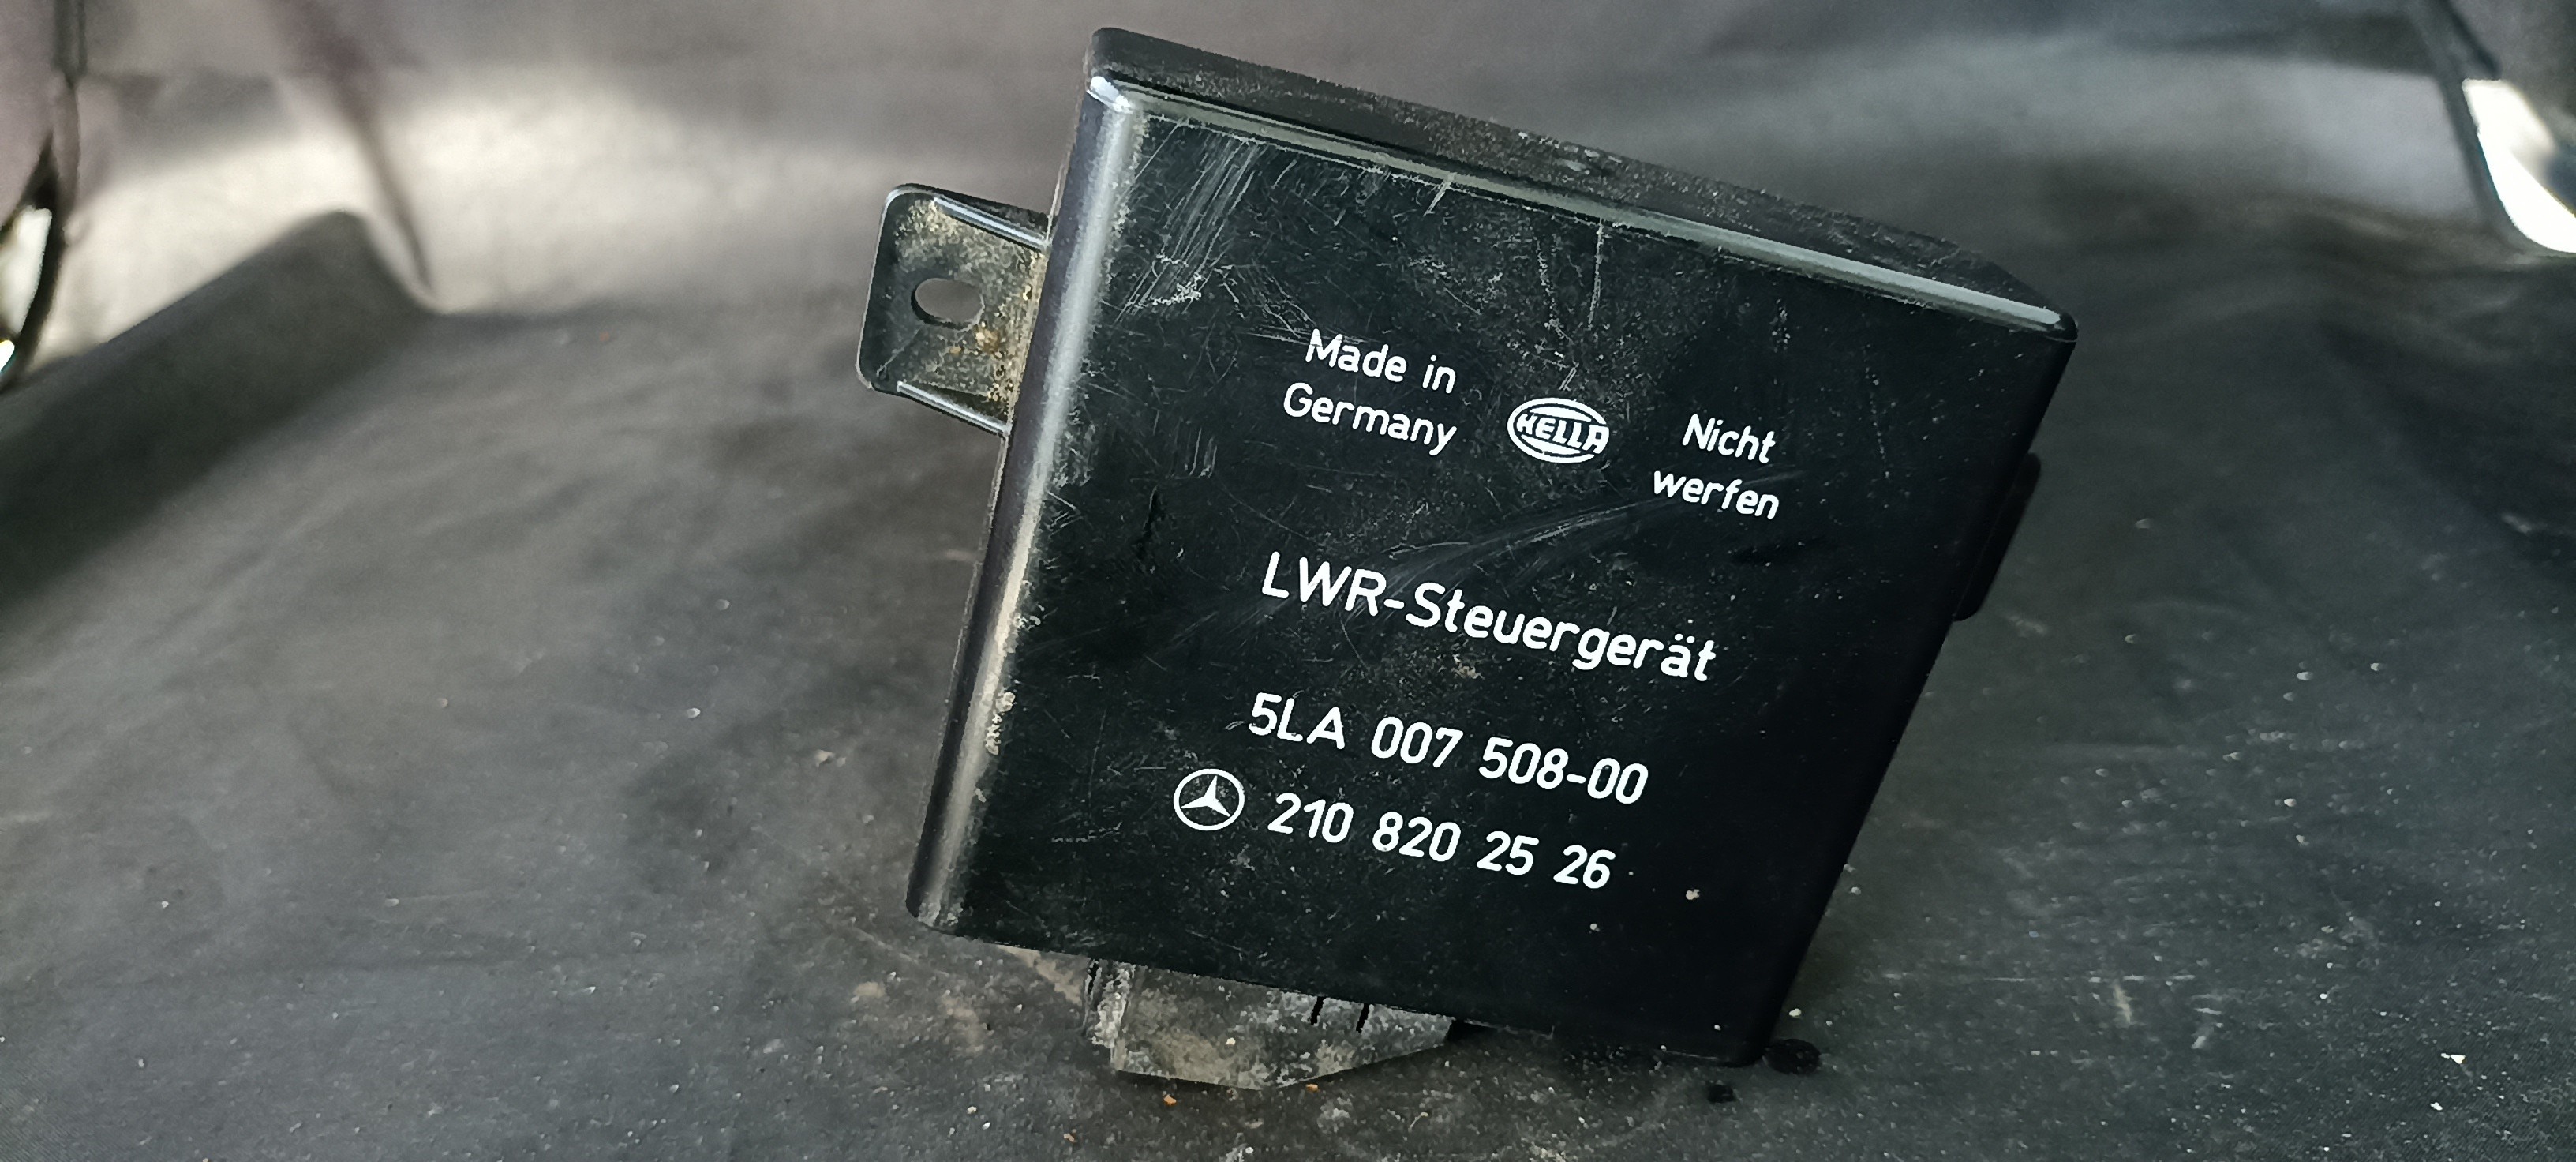 Made in
Germany
HELLA
Nicht
werfen
LWR-Steuergerät
5LA 007 508-00
210 820 25 26